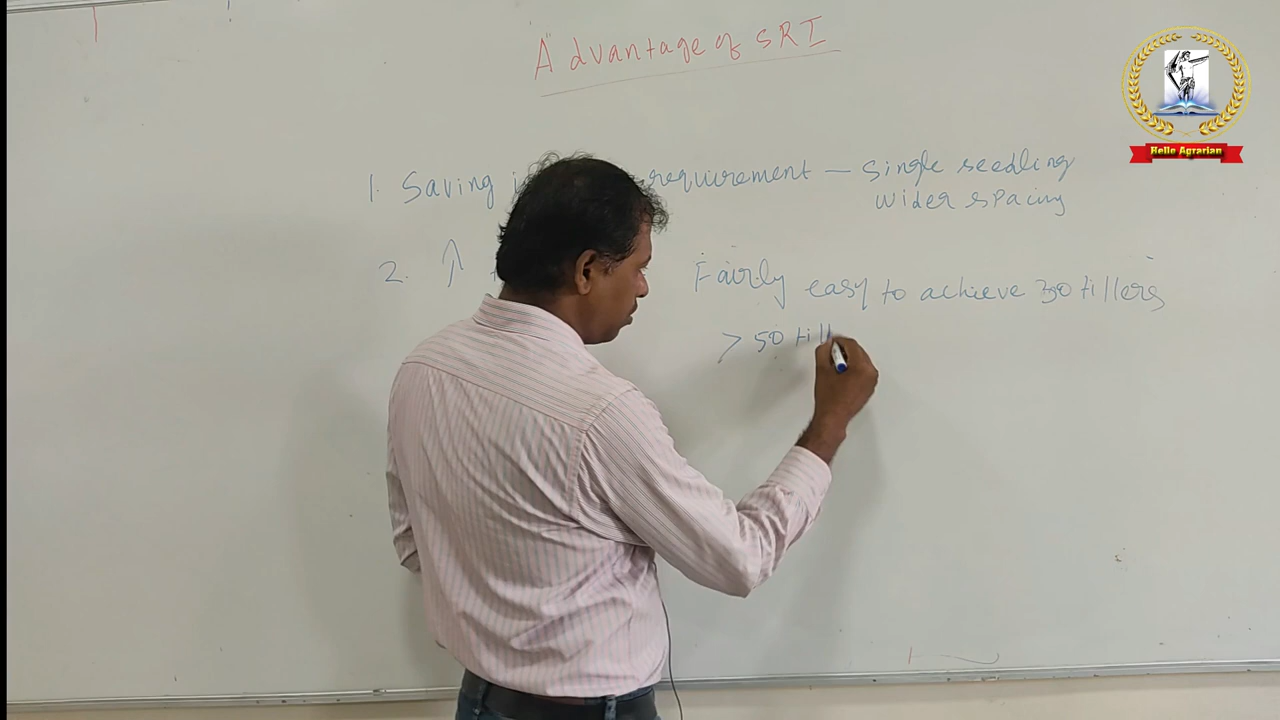 Advantage of SRI
Hello Agrarian
1. Saving requirement — Single seedling
Wider spacing
2. ↑ Fairly easy to achieve 30 tillers
> 50 till